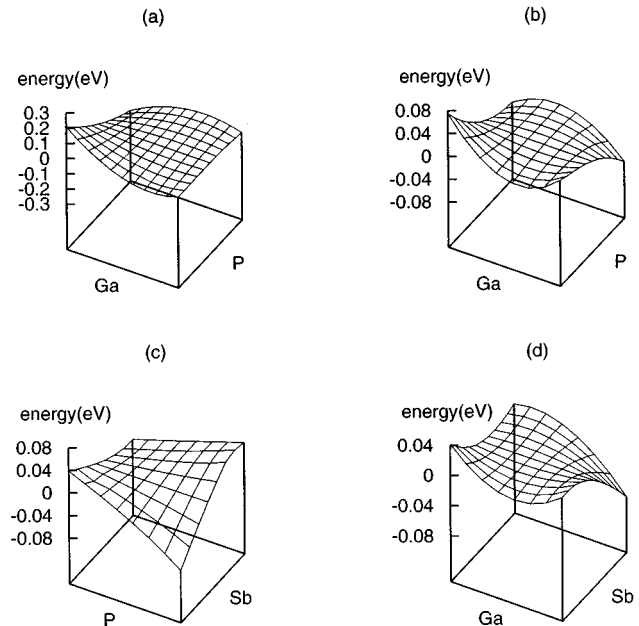 (a)
energy(eV)
0.3
0.2
0.1
0
-0.1
-0.2
-0.3
Ga
P
(b)
energy(eV)
0.08
0.04
0
-0.04
-0.08
Ga
P
(c)
energy(eV)
0.08
0.04
0
-0.04
-0.08
P
Sb
(d)
energy(eV)
0.04
0
-0.04
-0.08
Ga
Sb